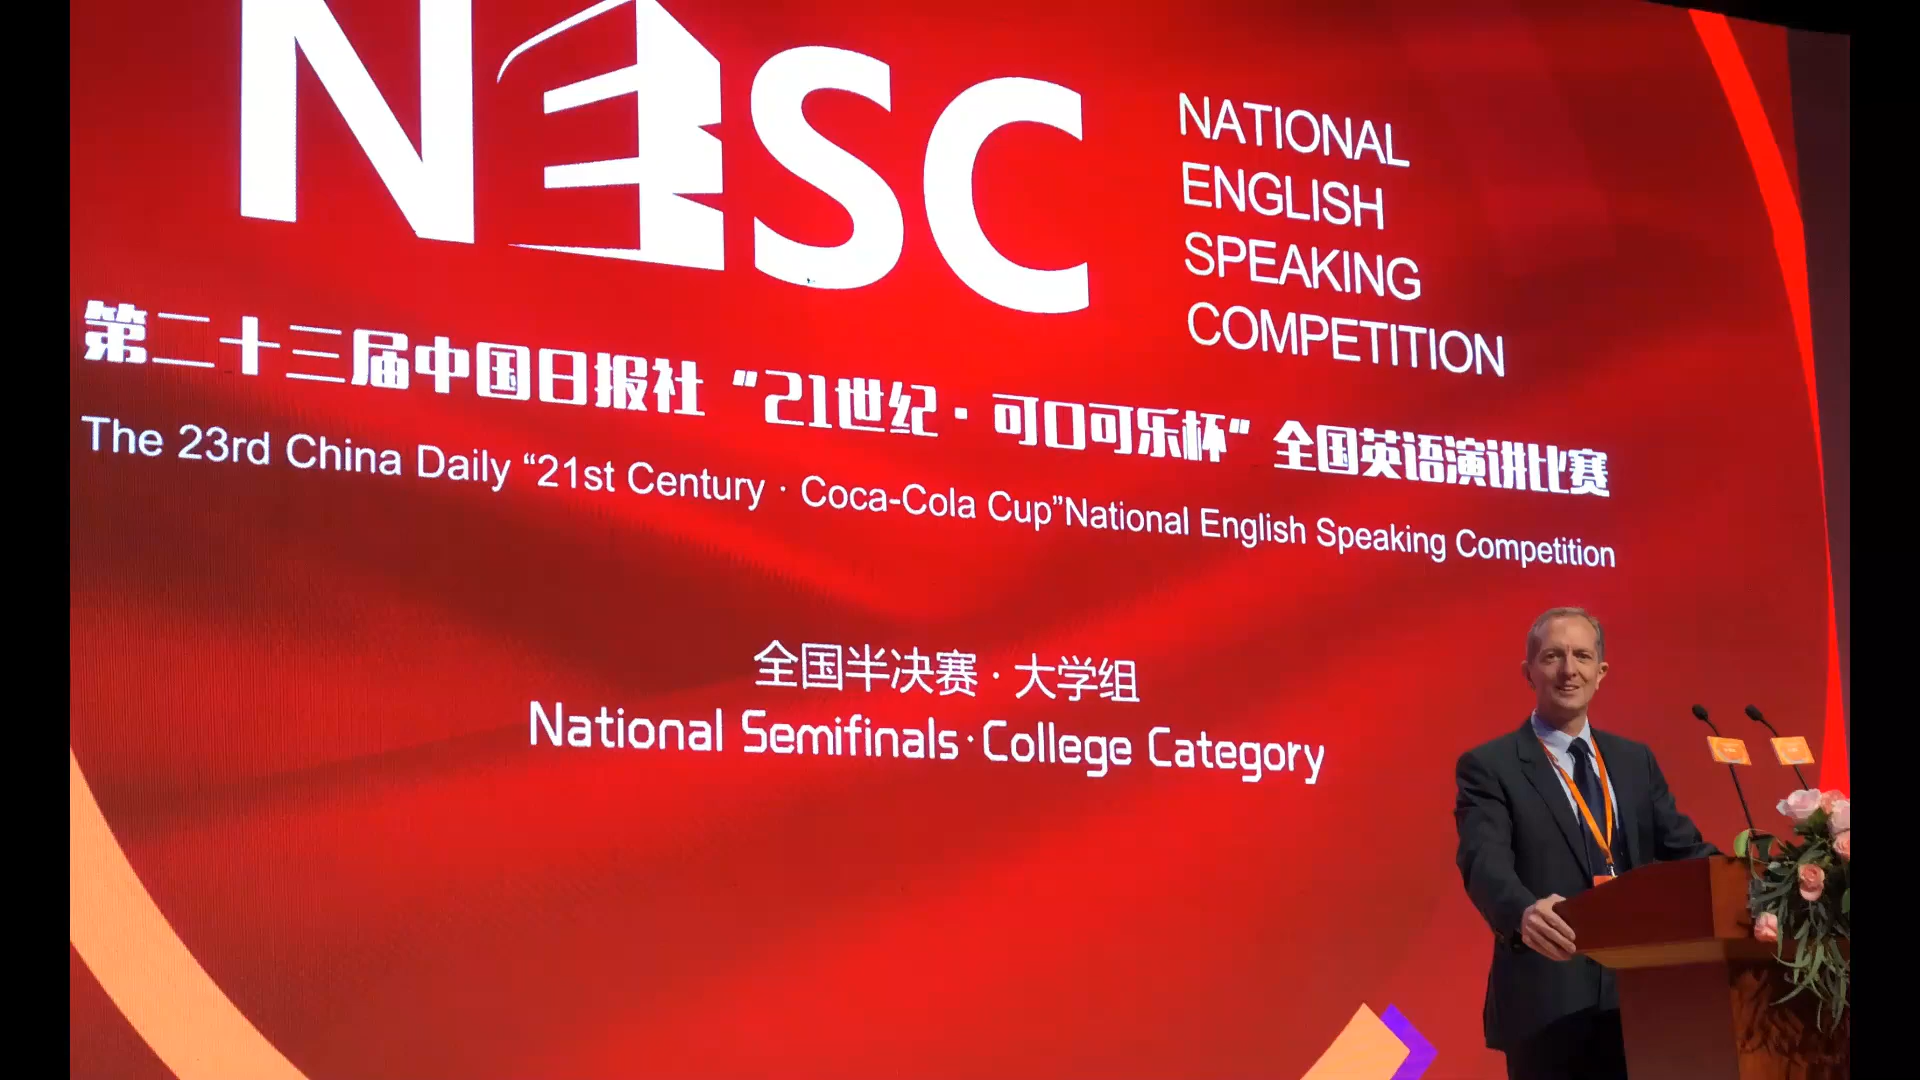 NESC
NATIONAL
ENGLISH
SPEAKING
COMPETITION
第二十三届中国日报社“21世纪·可口可乐杯”全国英语演讲比赛
The 23rd China Daily “21st Century · Coca-Cola Cup”National English Speaking Competition
全国半决赛·大学组
National Semifinals·College Category